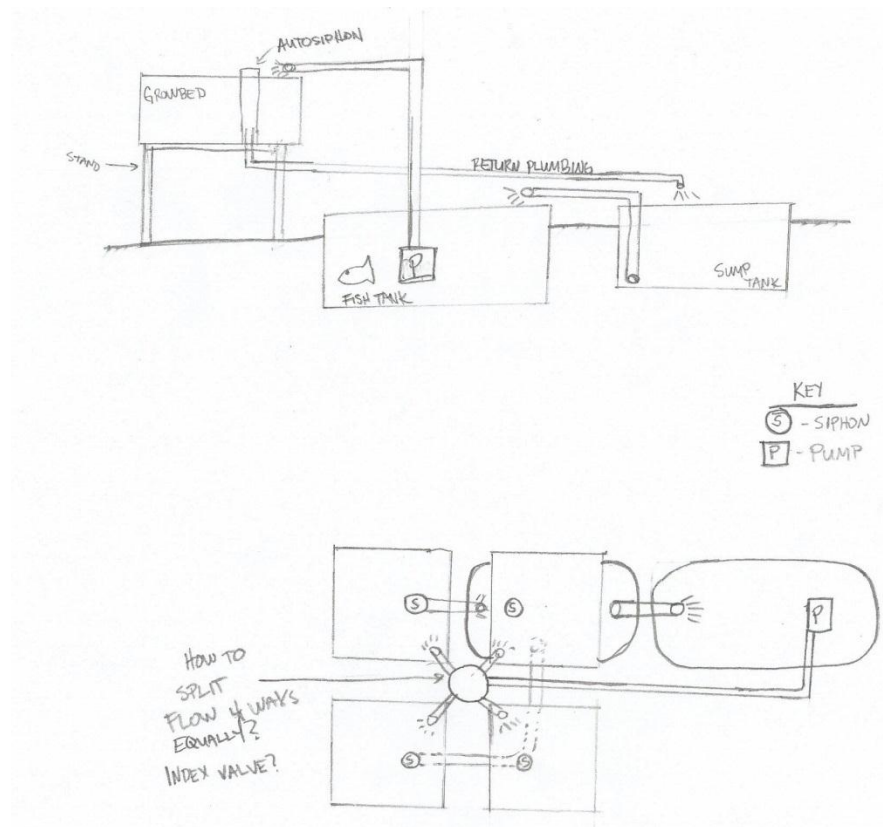 AUTOSIPHON
GROWBED
STAND
RETURN PLUMBING
P
FISH TANK
SUMP
TANK
KEY
S - SIPHON
P - PUMP
S
S
P
HOW TO
SPLIT
FLOW 4 WAYS
EQUALLY?
INDEX VALVE?
S
S